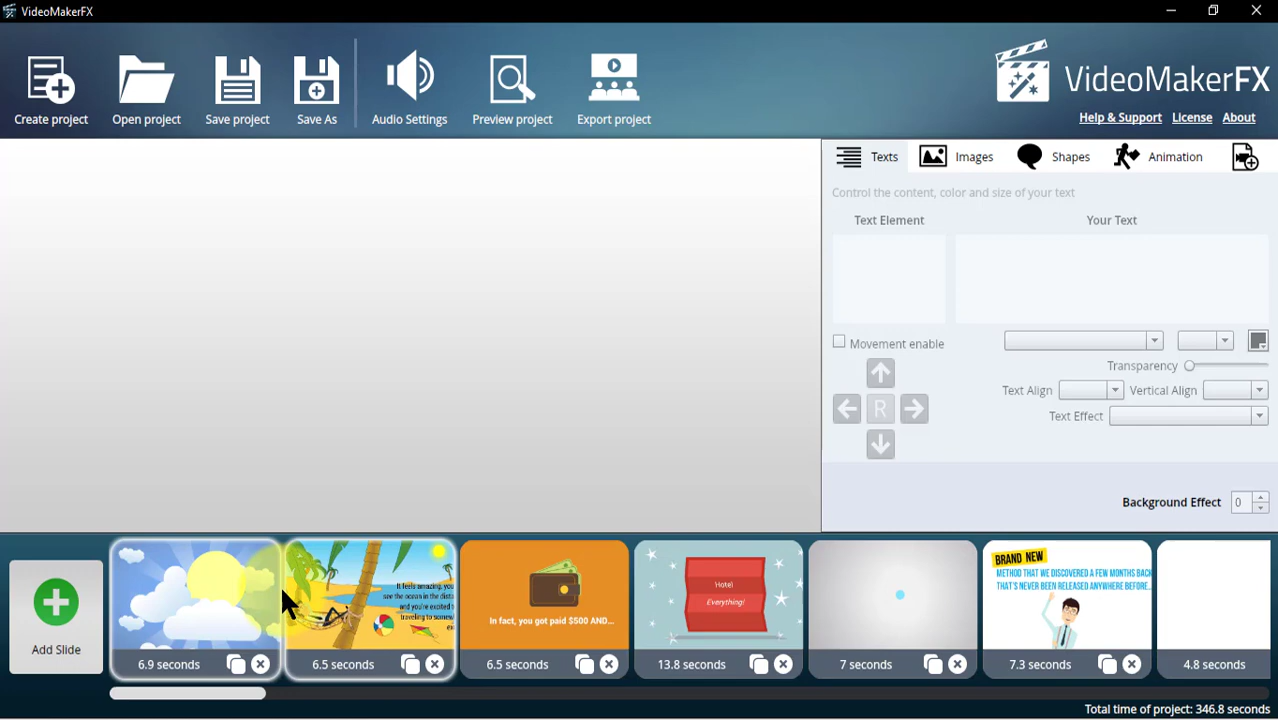 VideoMakerFX
Create project
Open project
Save project
Save As
Audio Settings
Preview project
Export project
VideoMakerFX
Help & Support
License
About
Texts
Images
Shapes
Animation
Control the content, color and size of your text
Text Element
Your Text
Movement enable
Transparency
R
Text Align
Vertical Align
Text Effect
Background Effect
0
Add Slide
It feels amazing, you
see the ocean in the distan
and you're excited t
traveling to somewh
In fact, you got paid $500 AND...
Hotel
Everything!
BRAND NEW
METHOD THAT WE DISCOVERED A FEW MONTHS BACK
THAT'S NEVER BEEN RELEASED ANYWHERE BEFORE..
6.9 seconds
6.5 seconds
6.5 seconds
13.8 seconds
7 seconds
7.3 seconds
4.8 seconds
Total time of project: 346.8 seconds